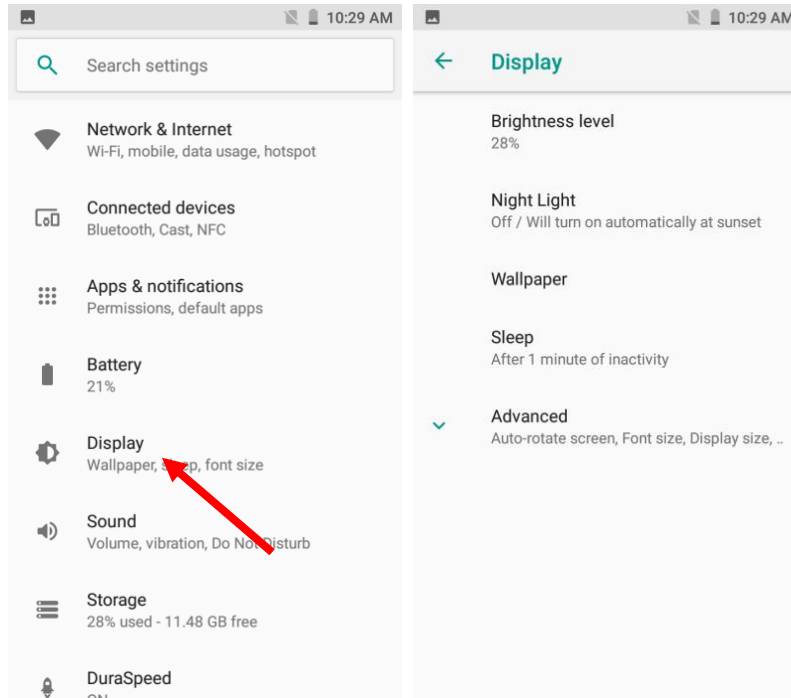 10:29 AM
Search settings
Network & Internet
Wi-Fi, mobile, data usage, hotspot
Connected devices
Bluetooth, Cast, NFC
Apps & notifications
Permissions, default apps
Battery
21%
Display
Wallpaper, sleep, font size
Sound
Volume, vibration, Do Not Disturb
Storage
28% used - 11.48 GB free
DuraSpeed
ON
10:29 AM
Display
Brightness level
28%
Night Light
Off / Will turn on automatically at sunset
Wallpaper
Sleep
After 1 minute of inactivity
Advanced
Auto-rotate screen, Font size, Display size, ..